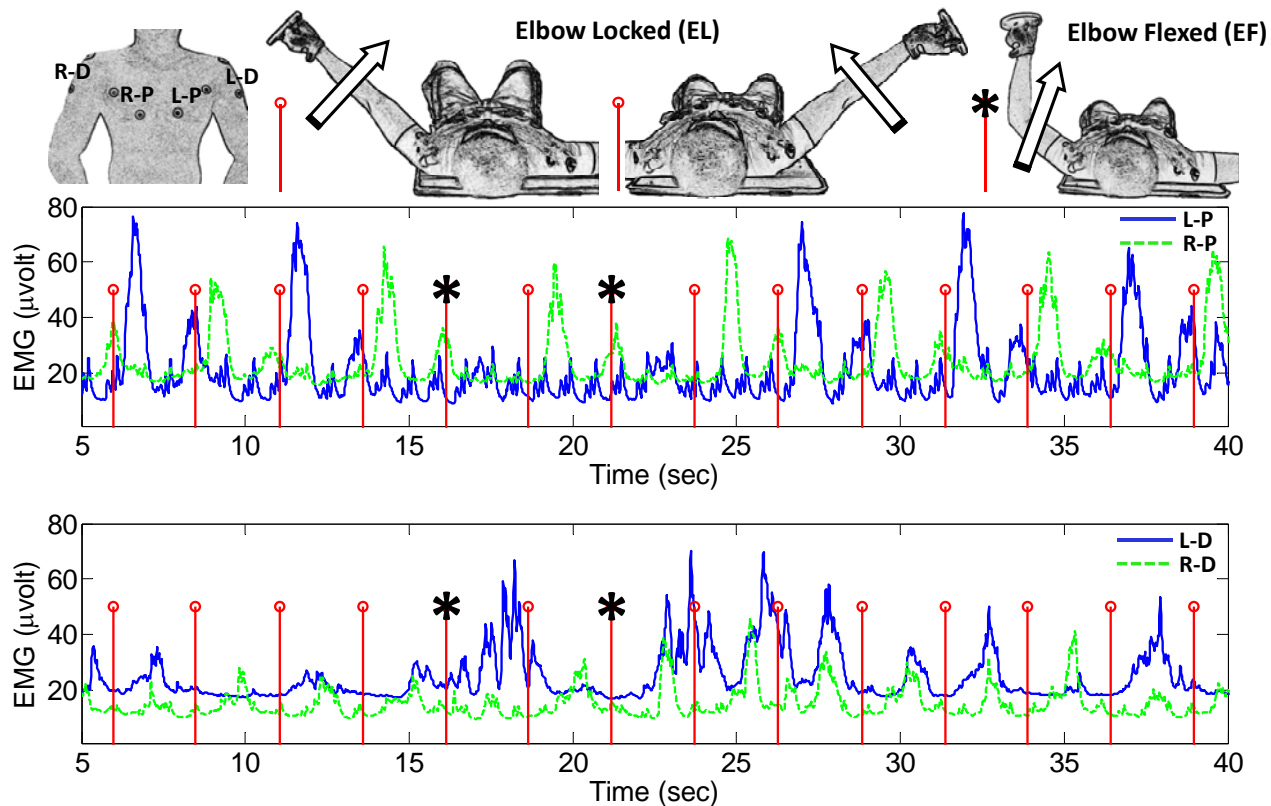 Elbow Locked (EL)
Elbow Flexed (EF)
R-D
L-D
R-P
L-P
80
60
40
20
EMG (μvolt)
L-P
R-P
5
10
15
20
25
30
35
40
Time (sec)
80
60
40
20
EMG (μvolt)
L-D
R-D
5
10
15
20
25
30
35
40
Time (sec)